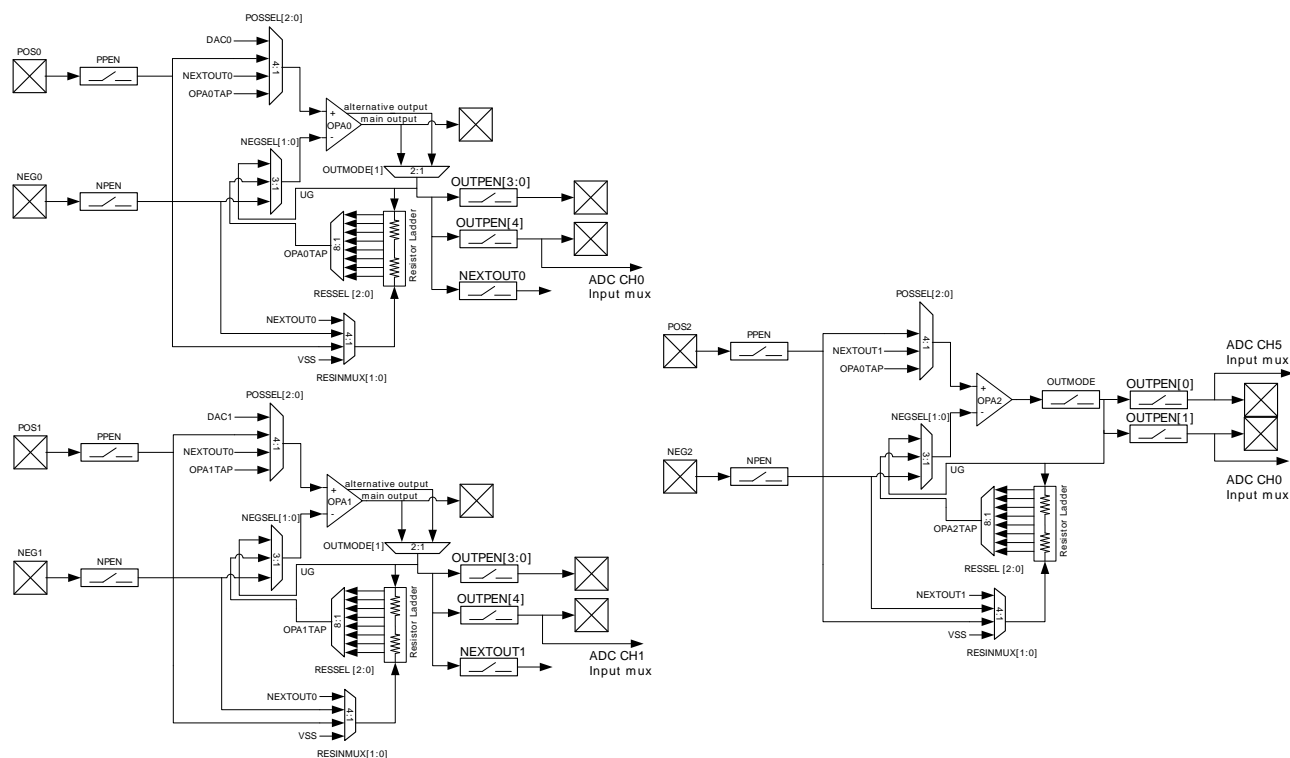 POSSEL[2:0]
DAC0
POS0
PPEN
4:1
NEXTOUT0
OPA0TAP
alternative output
+
OPA0
main output
-
NEGSEL[1:0]
OUTMODE[1]
2:1
3:1
NEG0
NPEN
UG
OUTPEN[3:0]
8:1
Resistor Ladder
OUTPEN[4]
OPA0TAP
NEXTOUT0
RESSEL [2:0]
ADC CH0
Input mux
NEXTOUT0
4:1
VSS
RESINMUX[1:0]
POSSEL[2:0]
DAC1
POS1
PPEN
4:1
NEXTOUT0
OPA1TAP
alternative output
+
OPA1
main output
-
NEGSEL[1:0]
OUTMODE[1]
2:1
3:1
NEG1
NPEN
UG
OUTPEN[3:0]
8:1
Resistor Ladder
OUTPEN[4]
OPA1TAP
NEXTOUT1
RESSEL [2:0]
ADC CH1
Input mux
NEXTOUT0
4:1
VSS
RESINMUX[1:0]
POSSEL[2:0]
POS2
PPEN
4:1
NEXTOUT1
OPA0TAP
ADC CH5
Input mux
+
OPA2
-
OUTMODE
OUTPEN[0]
NEGSEL[1:0]
OUTPEN[1]
3:1
NEG2
NPEN
UG
ADC CH0
Input mux
8:1
Resistor Ladder
OPA2TAP
RESSEL [2:0]
NEXTOUT1
4:1
VSS
RESINMUX[1:0]